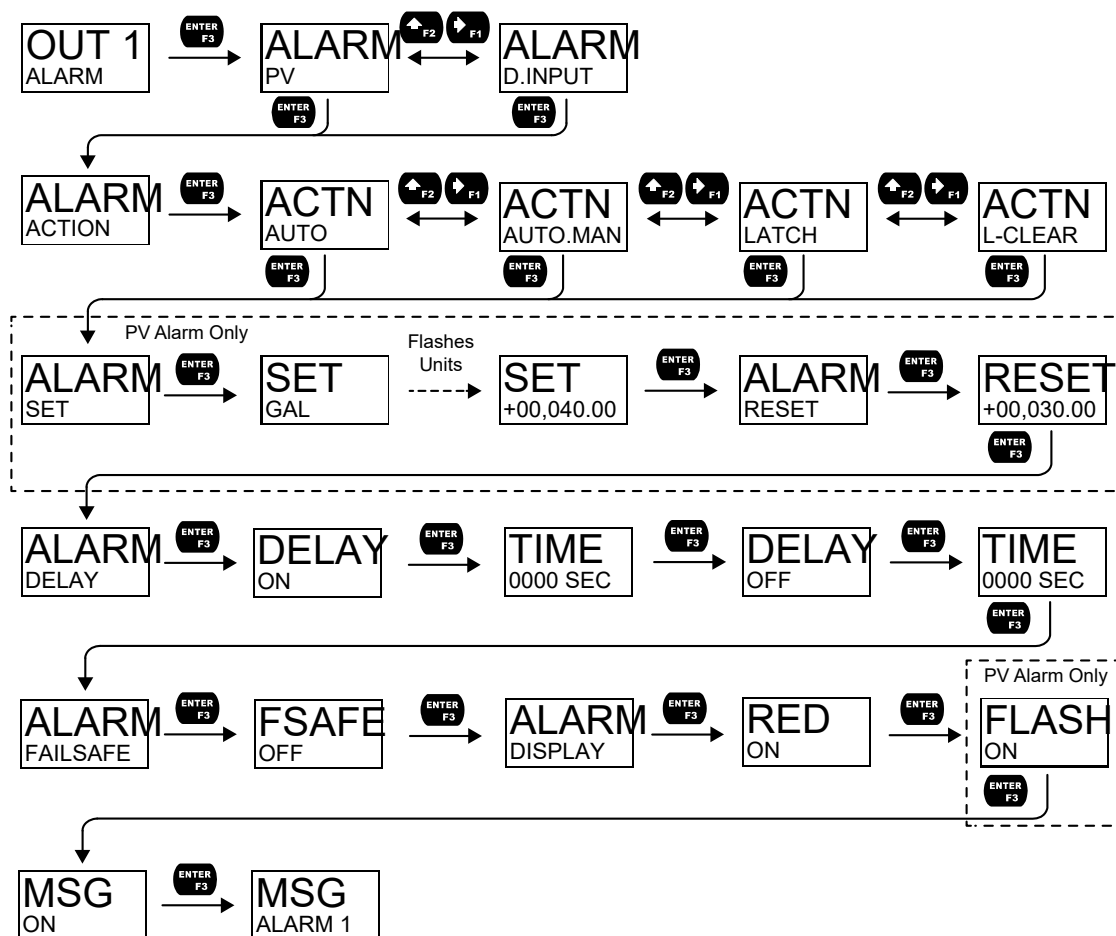 OUT 1
ALARM
ENTER
F3
ALARM
PV
F2
F1
ALARM
D.INPUT
ENTER
F3
ENTER
F3
ALARM
ACTION
ENTER
F3
ACTN
AUTO
F2
F1
ACTN
AUTO.MAN
F2
F1
ACTN
LATCH
F2
F1
ACTN
L-CLEAR
ENTER
F3
ENTER
F3
ENTER
F3
ENTER
F3
PV Alarm Only
ALARM
SET
ENTER
F3
SET
GAL
Flashes
Units
SET
+00,040.00
ENTER
F3
ALARM
RESET
ENTER
F3
RESET
+00,030.00
ENTER
F3
ALARM
DELAY
ENTER
F3
DELAY
ON
ENTER
F3
TIME
0000 SEC
ENTER
F3
DELAY
OFF
ENTER
F3
TIME
0000 SEC
ENTER
F3
ALARM
FAILSAFE
ENTER
F3
FSAFE
OFF
ENTER
F3
ALARM
DISPLAY
ENTER
F3
RED
ON
ENTER
F3
PV Alarm Only
FLASH
ON
ENTER
F3
MSG
ON
ENTER
F3
MSG
ALARM 1